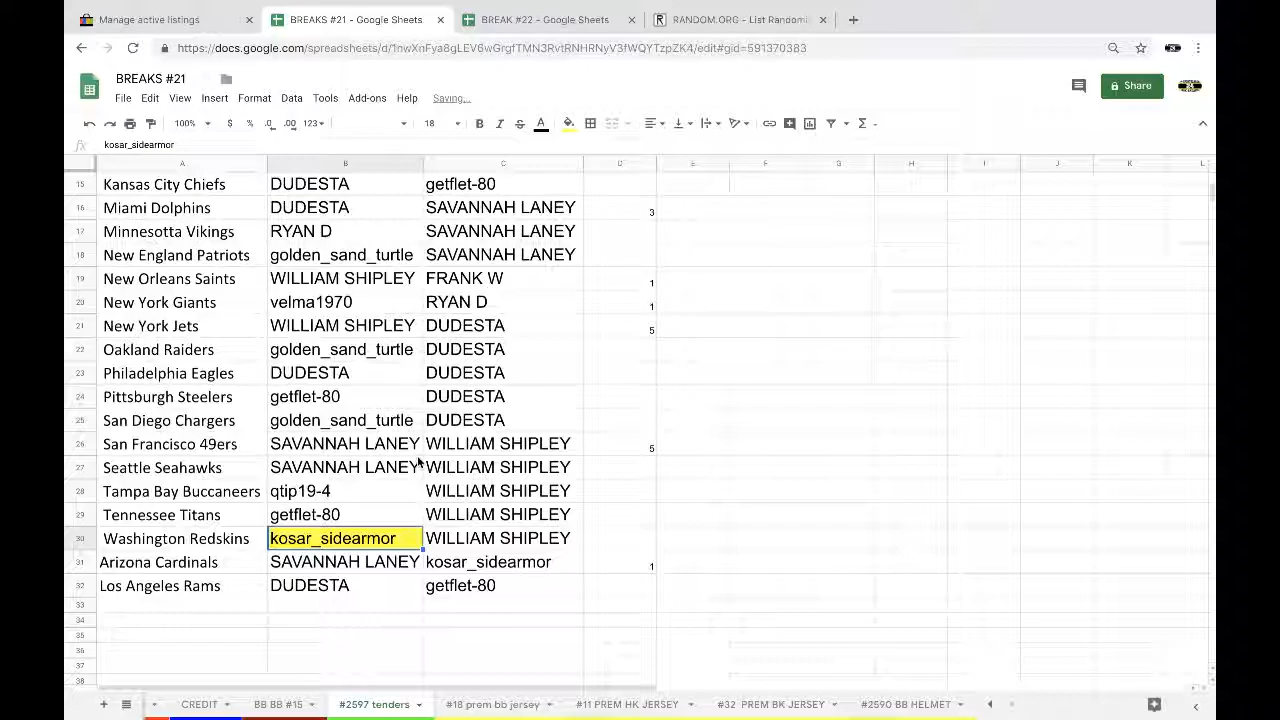 Manage active listings × BREAKS #21 - Google Sheets × BREAK #22 - Google Sheets × RANDOM.ORG - List Randomi × +
https://docs.google.com/spreadsheets/d/1nwXnFya8gLEV6wGrgfTMN3RvtRNHRNyV3fWQYTzpZK4/edit#gid=591370363
BREAKS #21
File Edit View Insert Format Data Tools Add-ons Help Saving... Share
100% $ % .0 .00 123 18 B I S A
fx kosar_sidearmor
A B C D E F G H I J K L
15 Kansas City Chiefs DUDESTA getflet-80
16 Miami Dolphins DUDESTA SAVANNAH LANEY 3
17 Minnesotta Vikings RYAN D SAVANNAH LANEY
18 New England Patriots golden_sand_turtle SAVANNAH LANEY
19 New Orleans Saints WILLIAM SHIPLEY FRANK W 1
20 New York Giants velma1970 RYAN D 1
21 New York Jets WILLIAM SHIPLEY DUDESTA 5
22 Oakland Raiders golden_sand_turtle DUDESTA
23 Philadelphia Eagles DUDESTA DUDESTA
24 Pittsburgh Steelers getflet-80 DUDESTA
25 San Diego Chargers golden_sand_turtle DUDESTA
26 San Francisco 49ers SAVANNAH LANEY WILLIAM SHIPLEY 5
27 Seattle Seahawks SAVANNAH LANEY WILLIAM SHIPLEY
28 Tampa Bay Buccaneers qtip19-4 WILLIAM SHIPLEY
29 Tennessee Titans getflet-80 WILLIAM SHIPLEY
30 Washington Redskins kosar_sidearmor WILLIAM SHIPLEY
31 Arizona Cardinals SAVANNAH LANEY kosar_sidearmor 1
32 Los Angeles Rams DUDESTA getflet-80
33
34
35
36
37
38
CREDIT BB BB #15 #2597 tenders #18 prem bb jersey #11 PREM HK JERSEY #32 PREM BK JERSEY #2590 BB HELMET